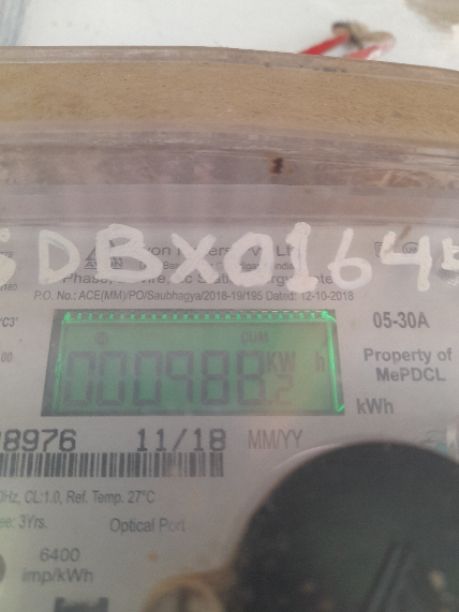 DBX0164
P.O. No.: ACE(MM)/PO/Saubhagya/2018-19/195 Dated: 12-10-2018
05-30A
CUM
000988.2 KW h
Property of
MePDCL
kWh
8976 11/18 MM/YY
Hz, CL:1.0, Ref. Temp. 27°C
3Yrs. Optical Port
6400
imp/kWh